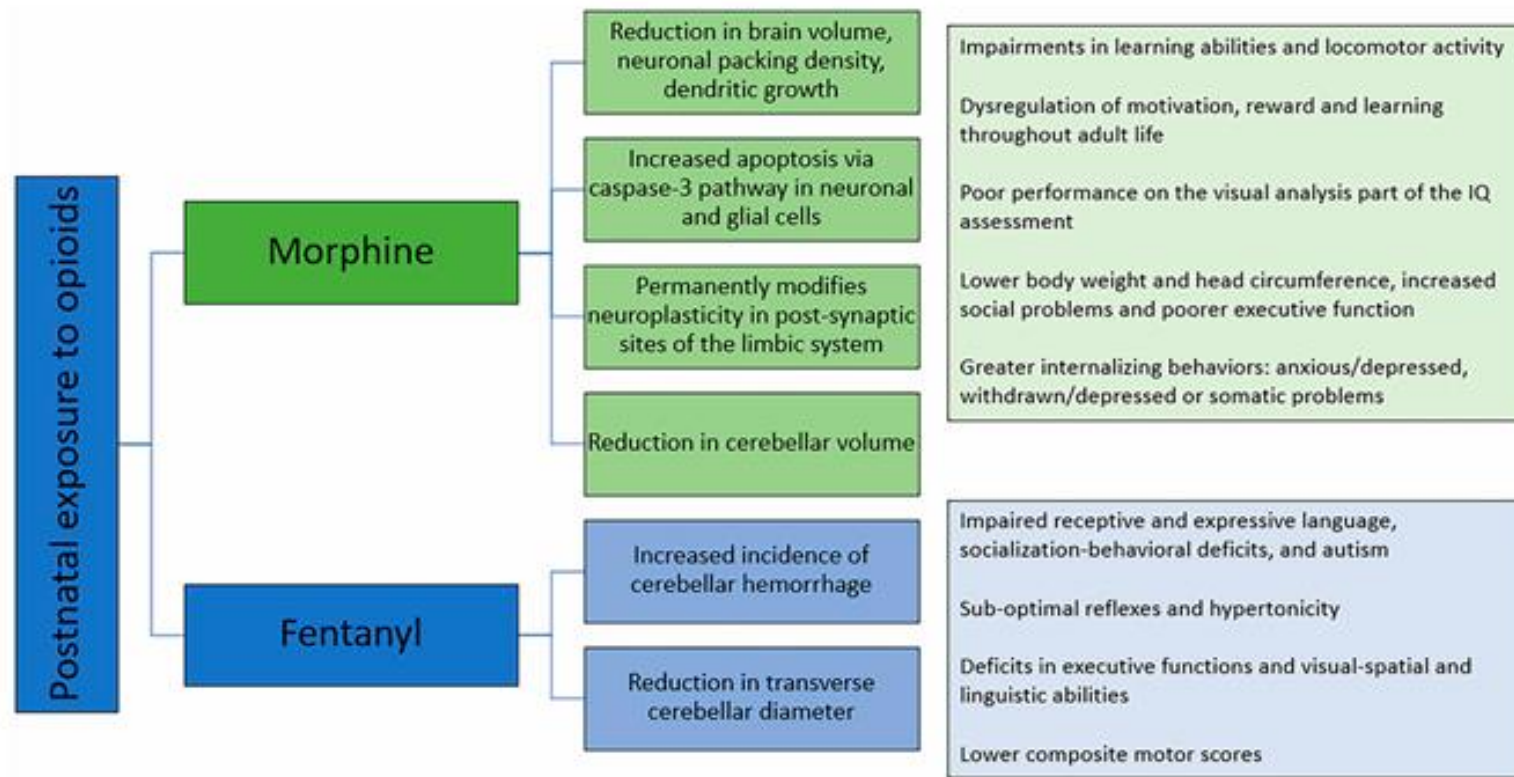 Postnatal exposure to opioids
Morphine
Reduction in brain volume,
neuronal packing density,
dendritic growth
Increased apoptosis via
caspase-3 pathway in neuronal
and glial cells
Permanently modifies
neuroplasticity in post-synaptic
sites of the limbic system
Reduction in cerebellar volume
Impairments in learning abilities and locomotor activity
Dysregulation of motivation, reward and learning
throughout adult life
Poor performance on the visual analysis part of the IQ
assessment
Lower body weight and head circumference, increased
social problems and poorer executive function
Greater internalizing behaviors: anxious/depressed,
withdrawn/depressed or somatic problems
Fentanyl
Increased incidence of
cerebellar hemorrhage
Reduction in transverse
cerebellar diameter
Impaired receptive and expressive language,
socialization-behavioral deficits, and autism
Sub-optimal reflexes and hypertonicity
Deficits in executive functions and visual-spatial and
linguistic abilities
Lower composite motor scores